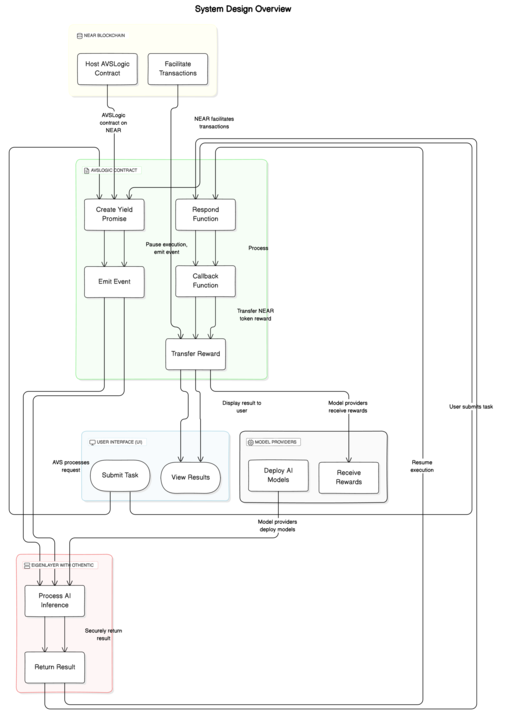 System Design Overview
NEAR BLOCKCHAIN
Host AVSLogic
Contract
Facilitate
Transactions
AVSLogic
contract on
NEAR
NEAR facilitates
transactions
AVSLOGIC CONTRACT
Create Yield
Promise
Respond
Function
Pause execution,
emit event
Process
Emit Event
Callback
Function
Transfer NEAR
token reward
Transfer Reward
Display result to
user
Model providers
receive rewards
User submits task
USER INTERFACE (UI)
MODEL PROVIDERS
AVS processes
request
Submit Task
View Results
Deploy AI
Models
Receive
Rewards
Resume
execution
Model providers
deploy models
EIGENLAYER WITH OTHENTIC
Process AI
Inference
Securely return
result
Return Result